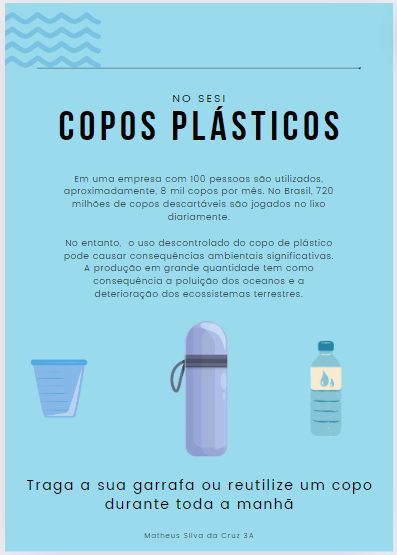 NO SESI
COPOS PLÁSTICOS
Em uma empresa com 100 pessoas são utilizados,
aproximadamente, 8 mil copos por mês. No Brasil, 720
milhões de copos descartáveis são jogados no lixo
diariamente.
No entanto, o uso descontrolado do copo de plástico
pode causar consequências ambientais significativas.
A produção em grande quantidade tem como
consequência a poluição dos oceanos e a
deterioração dos ecossistemas terrestres.
Traga a sua garrafa ou reutilize um copo
durante toda a manhã
Matheus Silva da Cruz 3A